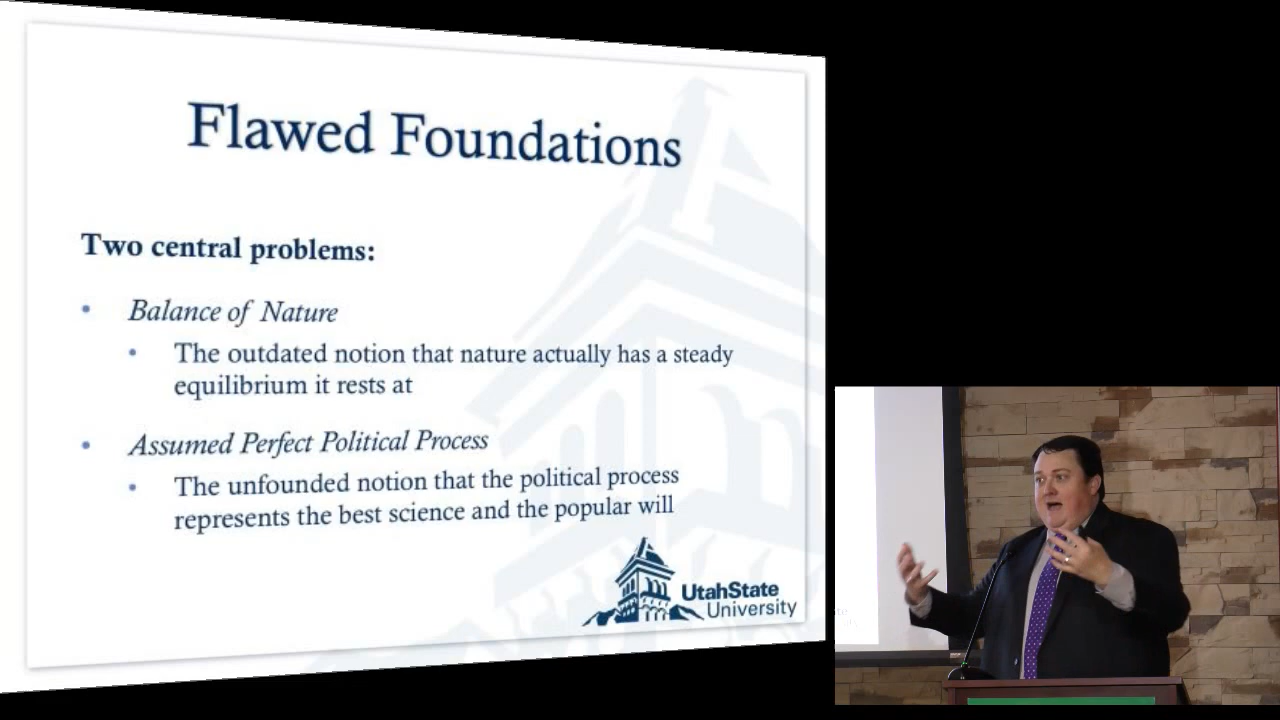 Flawed Foundations
Two central problems:
• Balance of Nature
• The outdated notion that nature actually has a steady
equilibrium it rests at
• Assumed Perfect Political Process
• The unfounded notion that the political process
represents the best science and the popular will
UtahState
University